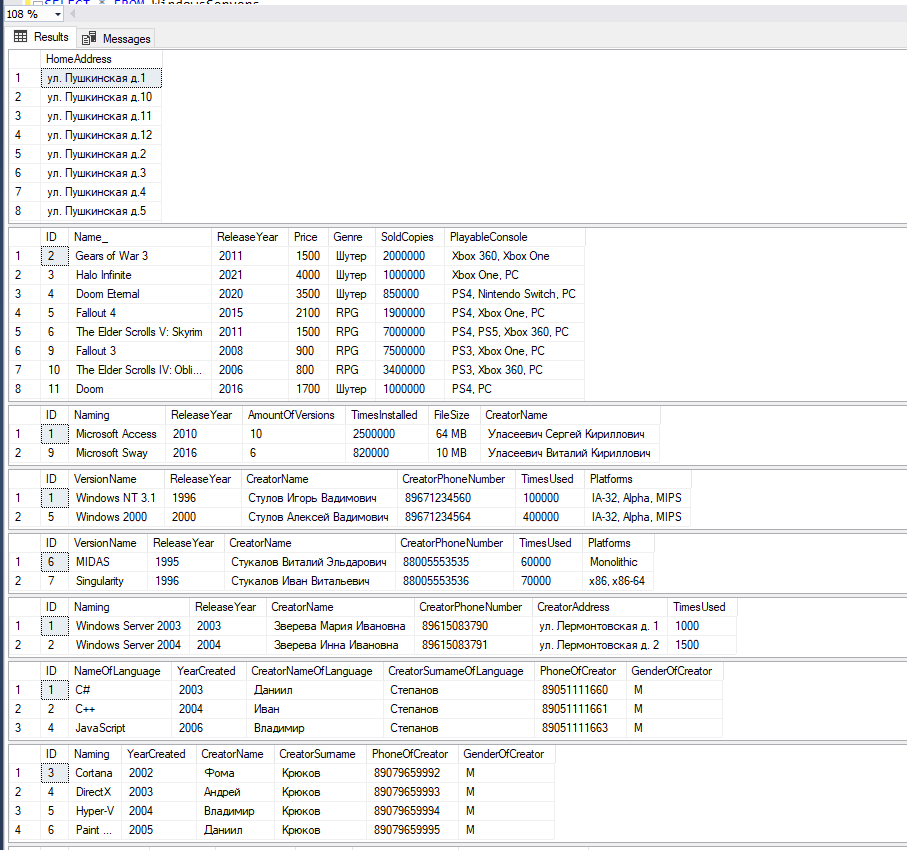 SELECT * FROM WindowsServers
108 %
Results Messages
HomeAddress
1 ул. Пушкинская д.1
2 ул. Пушкинская д.10
3 ул. Пушкинская д.11
4 ул. Пушкинская д.12
5 ул. Пушкинская д.2
6 ул. Пушкинская д.3
7 ул. Пушкинская д.4
8 ул. Пушкинская д.5
ID Name_ ReleaseYear Price Genre SoldCopies PlayableConsole
1 2 Gears of War 3 2011 1500 Шутер 2000000 Xbox 360, Xbox One
2 3 Halo Infinite 2021 4000 Шутер 1000000 Xbox One, PC
3 4 Doom Eternal 2020 3500 Шутер 850000 PS4, Nintendo Switch, PC
4 5 Fallout 4 2015 2100 RPG 1900000 PS4, Xbox One, PC
5 6 The Elder Scrolls V: Skyrim 2011 1500 RPG 7000000 PS4, PS5, Xbox 360, PC
6 9 Fallout 3 2008 900 RPG 7500000 PS3, Xbox One, PC
7 10 The Elder Scrolls IV: Obli... 2006 800 RPG 3400000 PS3, Xbox 360, PC
8 11 Doom 2016 1700 Шутер 1000000 PS4, PC
ID Naming ReleaseYear AmountOfVersions TimesInstalled FileSize CreatorName
1 1 Microsoft Access 2010 10 2500000 64 MB Уласеевич Сергей Кириллович
2 9 Microsoft Sway 2016 6 820000 10 MB Уласеевич Виталий Кириллович
ID VersionName ReleaseYear CreatorName CreatorPhoneNumber TimesUsed Platforms
1 1 Windows NT 3.1 1996 Стулов Игорь Вадимович 89671234560 100000 IA-32, Alpha, MIPS
2 5 Windows 2000 2000 Стулов Алексей Вадимович 89671234564 400000 IA-32, Alpha, MIPS
ID VersionName ReleaseYear CreatorName CreatorPhoneNumber TimesUsed Platforms
1 6 MIDAS 1995 Стукалов Виталий Эльдарович 88005553535 60000 Monolithic
2 7 Singularity 1996 Стукалов Иван Витальевич 88005553536 70000 x86, x86-64
ID Naming ReleaseYear CreatorName CreatorPhoneNumber CreatorAddress TimesUsed
1 1 Windows Server 2003 2003 Зверева Мария Ивановна 89615083790 ул. Лермонтовская д. 1 1000
2 2 Windows Server 2004 2004 Зверева Инна Ивановна 89615083791 ул. Лермонтовская д. 2 1500
ID NameOfLanguage YearCreated CreatorNameOfLanguage CreatorSurnameOfLanguage PhoneOfCreator GenderOfCreator
1 1 C# 2003 Даниил Степанов 89051111660 М
2 2 C++ 2004 Иван Степанов 89051111661 М
3 4 JavaScript 2006 Владимир Степанов 89051111663 М
ID Naming YearCreated CreatorName CreatorSurname PhoneOfCreator GenderOfCreator
1 3 Cortana 2002 Фома Крюков 89079659992 М
2 4 DirectX 2003 Андрей Крюков 89079659993 М
3 5 Hyper-V 2004 Владимир Крюков 89079659994 М
4 6 Paint ... 2005 Даниил Крюков 89079659995 М